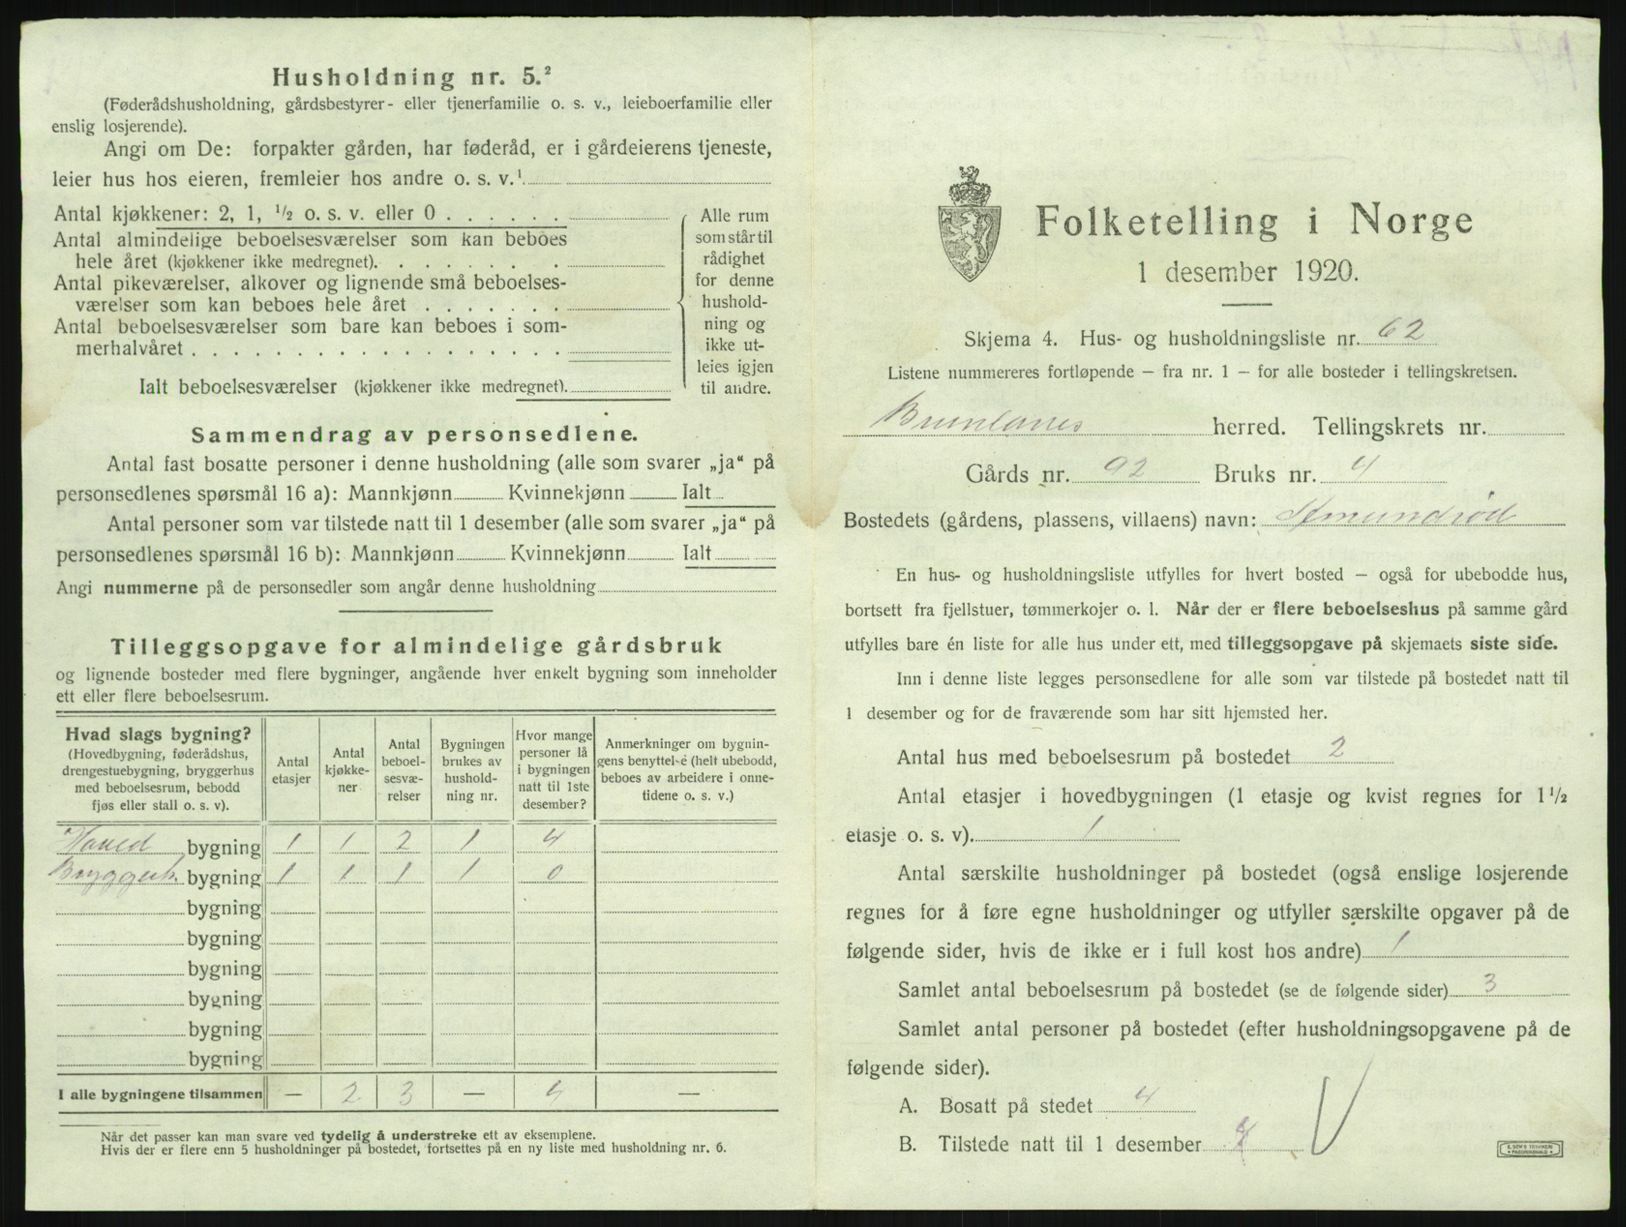 Husholdning nr. 5.²
(Føderådshusholdning, gårdsbestyrer- eller tjenerfamilie o. s. v., leieboerfamilie eller
enslig losjerende).
Angi om De: forpakter gården, har føderåd, er i gårdeierens tjeneste,
leier hus hos eieren, fremleier hos andre o. s. v.¹
Antal kjøkkener: 2, 1, ½ o. s. v. eller 0 . . . . . .
Antal almindelige beboelsesværelser som kan beboes
hele året (kjøkkener ikke medregnet). . . . . . . .
Antal pikeværelser, alkover og lignende små beboelses-
værelser som kan beboes hele året . . . . . . .
Antal beboelsesværelser som bare kan beboes i som-
merhalvåret . . . . . . . . . . . . . . . . . .
Ialt beboelsesværelser (kjøkkener ikke medregnet).
Alle rum
som står til
rådighet
for denne
hushold-
ning og
ikke ut-
leies igjen
til andre.
Sammendrag av personsedlene.
Antal fast bosatte personer i denne husholdning (alle som svarer „ja“ på
personsedlenes spørsmål 16 a): Mannkjønn Kvinnekjønn Ialt
Antal personer som var tilstede natt til 1 desember (alle som svarer „ja“ på
personsedlenes spørsmål 16 b): Mannkjønn Kvinnekjønn Ialt
Angi nummerne på de personsedler som angår denne husholdning
Tilleggsopgave for almindelige gårdsbruk
og lignende bosteder med flere bygninger, angående hver enkelt bygning som inneholder
ett eller flere beboelsesrum.
Hvad slags bygning?
(Hovedbygning, føderådshus,
drengestuebygning, bryggerhus
med beboelsesrum, bebodd
fjøs eller stall o. s. v).
Antal
etasjer
Antal
kjøkke-
ner
Antal
beboel-
sesvæ-
relser
Bygningen
brukes av
hushold-
ning nr.
Hvor mange
personer lå
i bygningen
natt til 1ste
desember?
Anmerkninger om bygnin-
gens benyttelse (helt ubebodd,
beboes av arbeidere i onne-
tidene o. s. v.)
Hoved bygning 1 1 2 1 4
Bryggerh. bygning 1 1 1 1 0
bygning
bygning
bygning
bygning
bygning
bygning
I alle bygningene tilsammen — 2 3 — 4 —
Når det passer kan man svare ved tydelig å understreke ett av eksemplene.
Hvis der er flere enn 5 husholdninger på bostedet, fortsettes på en ny liste med husholdning nr. 6.
Folketelling i Norge
1 desember 1920.
Skjema 4. Hus- og husholdningsliste nr. 62
Listene nummereres fortløpende — fra nr. 1 — for alle bosteder i tellingskretsen.
Brunlanes herred. Tellingskrets nr.
Gårds nr. 92 Bruks nr. 4
Bostedets (gårdens, plassens, villaens) navn: Amundrød
En hus- og husholdningsliste utfylles for hvert bosted — også for ubebodde hus,
bortsett fra fjellstuer, tømmerkojer o. l. Når der er flere beboelseshus på samme gård
utfylles bare én liste for alle hus under ett, med tilleggsopgave på skjemaets siste side.
Inn i denne liste legges personsedlene for alle som var tilstede på bostedet natt til
1 desember og for de fraværende som har sitt hjemsted her.
Antal hus med beboelsesrum på bostedet 2
Antal etasjer i hovedbygningen (1 etasje og kvist regnes for 1½
etasje o. s. v). 1
Antal særskilte husholdninger på bostedet (også enslige losjerende
regnes for å føre egne husholdninger og utfyller særskilte opgaver på de
følgende sider, hvis de ikke er i full kost hos andre) 1
Samlet antal beboelsesrum på bostedet (se de følgende sider) 3
Samlet antal personer på bostedet (efter husholdningsopgavene på de
følgende sider).
A. Bosatt på stedet 4
B. Tilstede natt til 1 desember 4